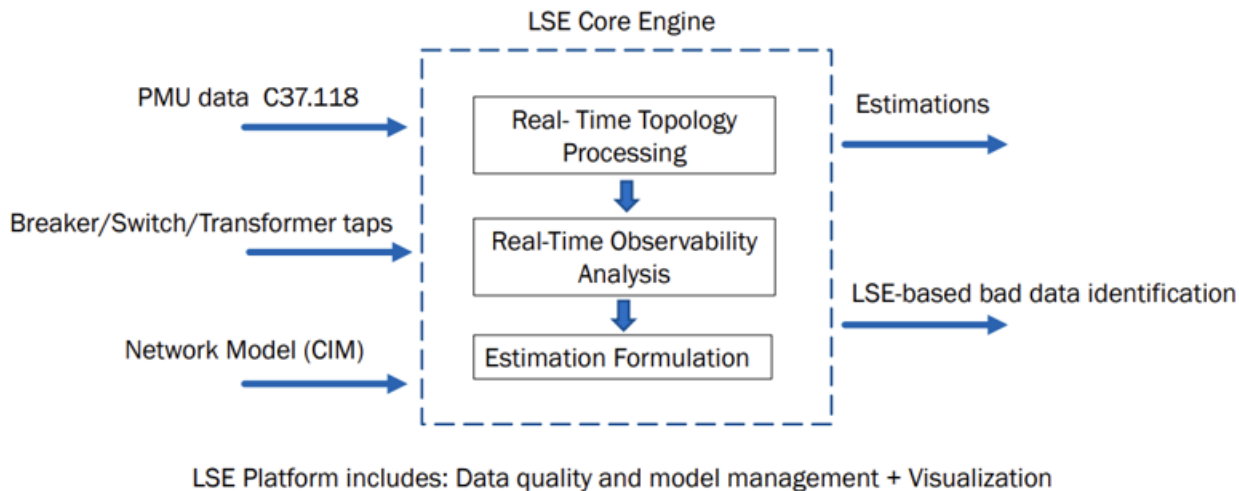 LSE Core Engine
PMU data C37.118
Real- Time Topology
Processing
Estimations
Breaker/Switch/Transformer taps
Real-Time Observability
Analysis
LSE-based bad data identification
Network Model (CIM)
Estimation Formulation
LSE Platform includes: Data quality and model management + Visualization